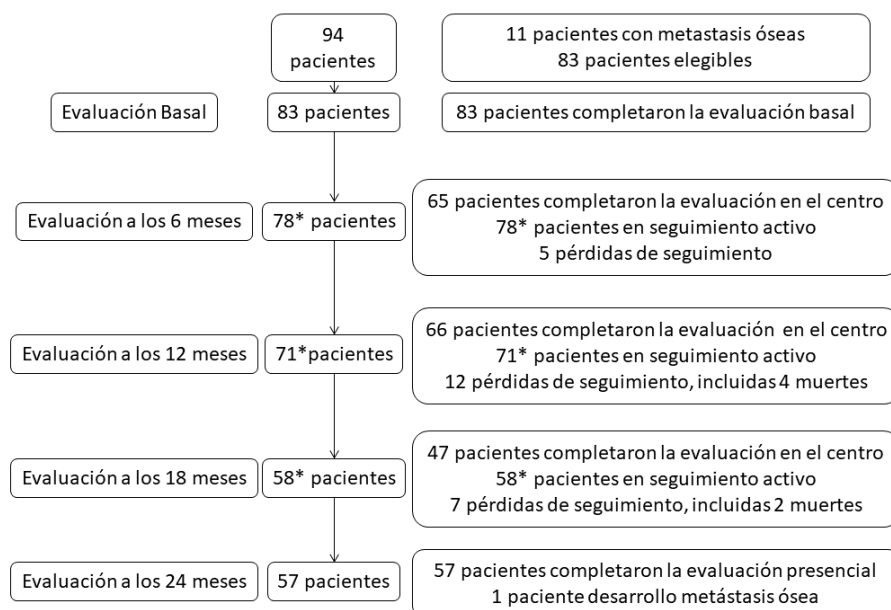 94
pacientes
11 pacientes con metastasis óseas
83 pacientes elegibles
Evaluación Basal
83 pacientes
83 pacientes completaron la evaluación basal
Evaluación a los 6 meses
78* pacientes
65 pacientes completaron la evaluación en el centro
78* pacientes en seguimiento activo
5 pérdidas de seguimiento
Evaluación a los 12 meses
71*pacientes
66 pacientes completaron la evaluación en el centro
71* pacientes en seguimiento activo
12 pérdidas de seguimiento, incluidas 4 muertes
Evaluación a los 18 meses
58* pacientes
47 pacientes completaron la evaluación en el centro
58* pacientes en seguimiento activo
7 pérdidas de seguimiento, incluidas 2 muertes
Evaluación a los 24 meses
57 pacientes
57 pacientes completaron la evaluación presencial
1 paciente desarrollo metástasis ósea